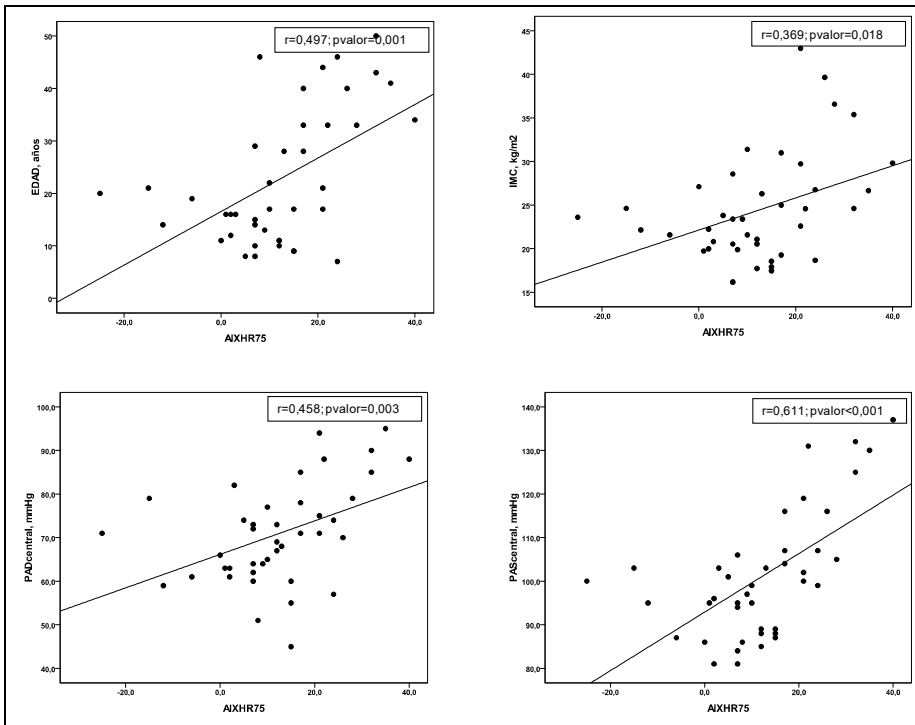 r=0,497; pvalor=0,001
50
40
30
20
10
0
EDAD, años
-20,0 0,0 20,0 40,0
AIXHR75
r=0,369; pvalor=0,018
45
40
35
30
25
20
15
IMC, kg/m2
-20,0 0,0 20,0 40,0
AIXHR75
r=0,458; pvalor=0,003
100,0
90,0
80,0
70,0
60,0
50,0
40,0
PADcentral, mmHg
-20,0 0,0 20,0 40,0
AIXHR75
r=0,611; pvalor<0,001
140,0
130,0
120,0
110,0
100,0
90,0
80,0
PAScentral, mmHg
-20,0 0,0 20,0 40,0
AIXHR75